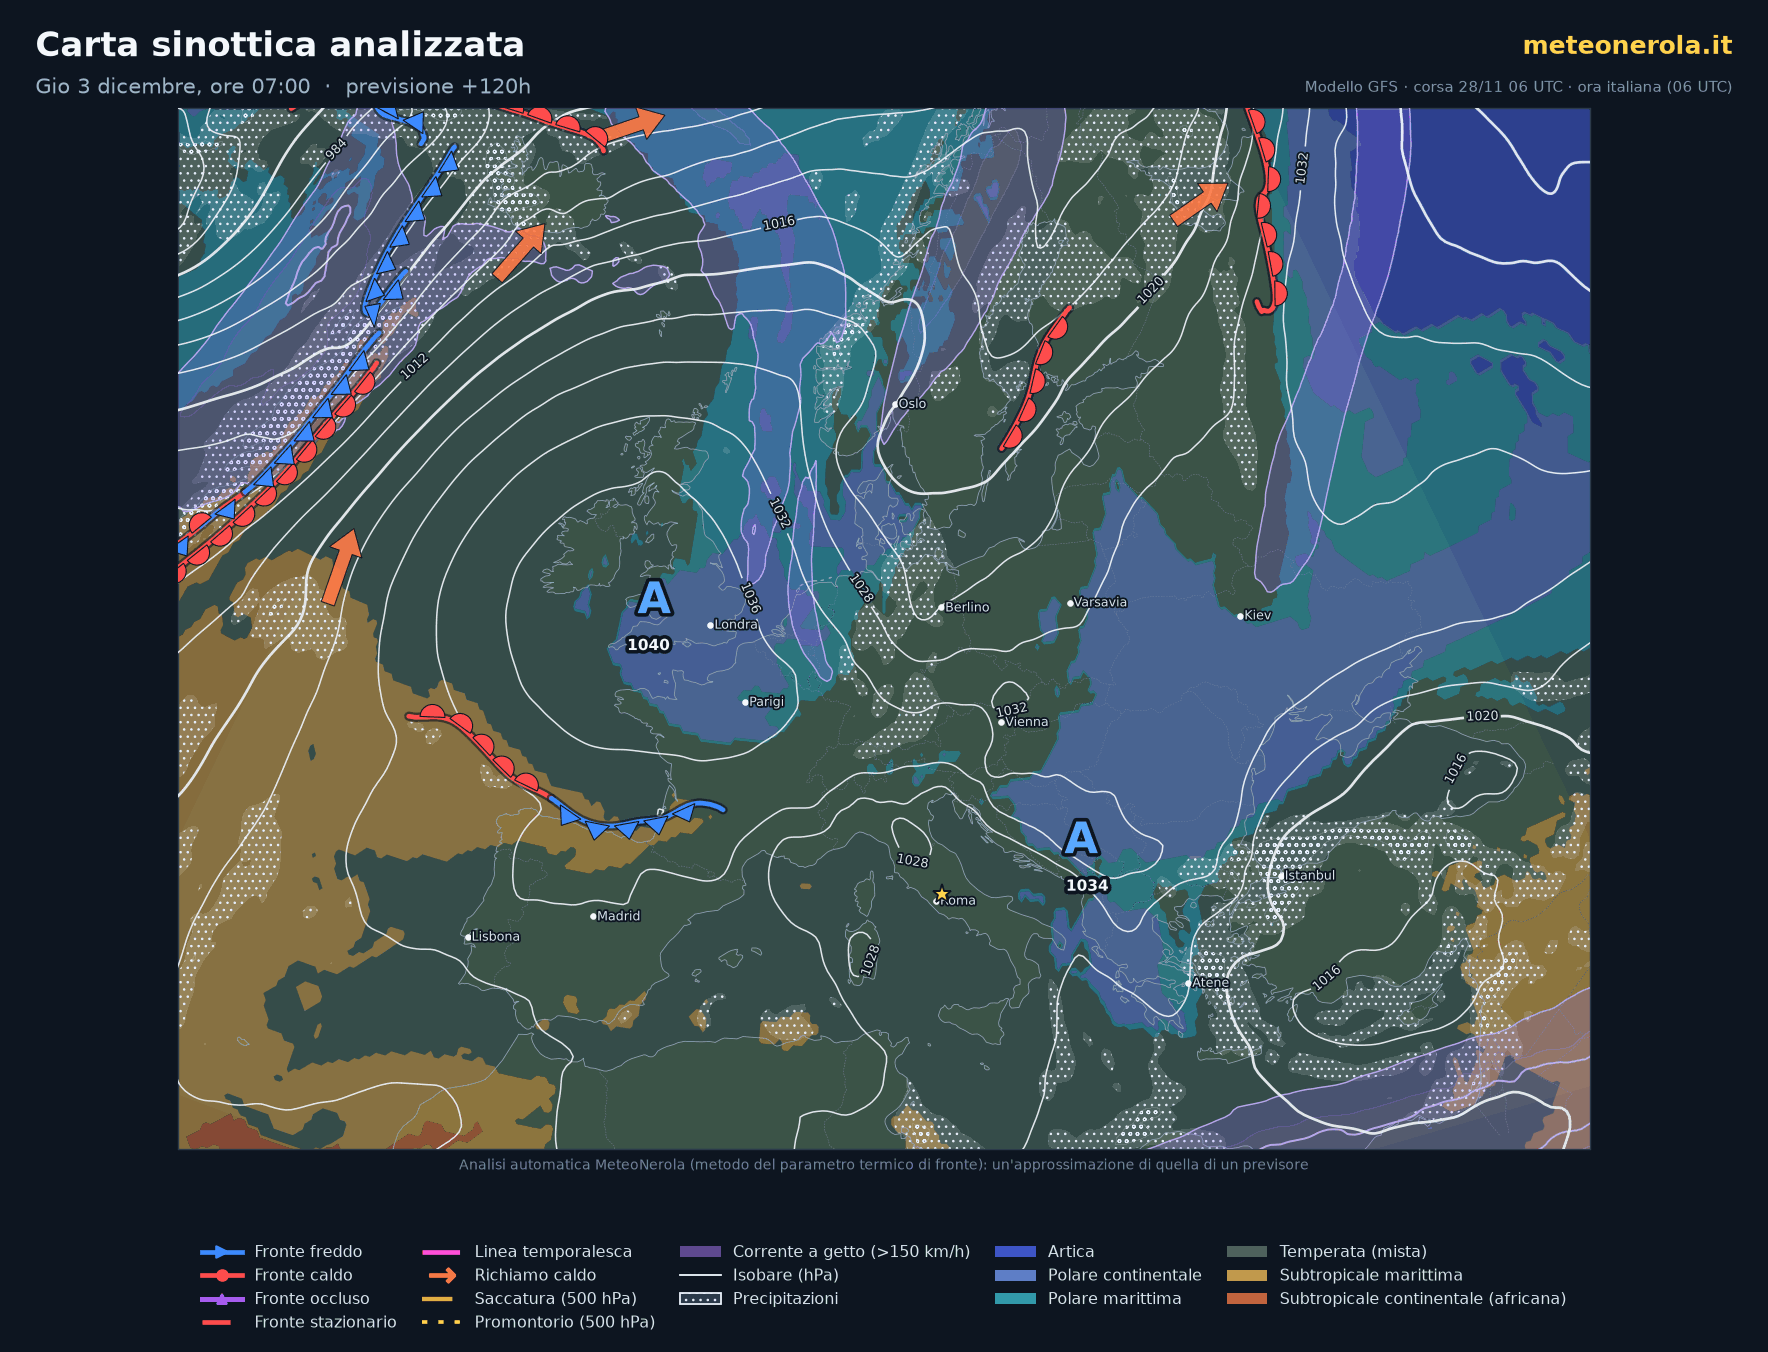 Carta sinottica analizzata
meteonerola.it
Gio 3 dicembre, ore 07:00 · previsione +120h
Modello GFS · corsa 28/11 06 UTC · ora italiana (06 UTC)
984
1032
1016
1020
1012
Oslo
1032
1028
1036
A
1040
Londra
Berlino
Varsavia
Kiev
Parigi
1032
Vienna
1020
1016
A
1034
1028
Istanbul
Roma
Madrid
Lisbona
1028
1016
Atene
Analisi automatica MeteoNerola (metodo del parametro termico di fronte): un'approssimazione di quella di un previsore
Fronte freddo
Fronte caldo
Fronte occluso
Fronte stazionario
Linea temporalesca
Richiamo caldo
Saccatura (500 hPa)
Promontorio (500 hPa)
Corrente a getto (>150 km/h)
Isobare (hPa)
Precipitazioni
Artica
Polare continentale
Polare marittima
Temperata (mista)
Subtropicale marittima
Subtropicale continentale (africana)